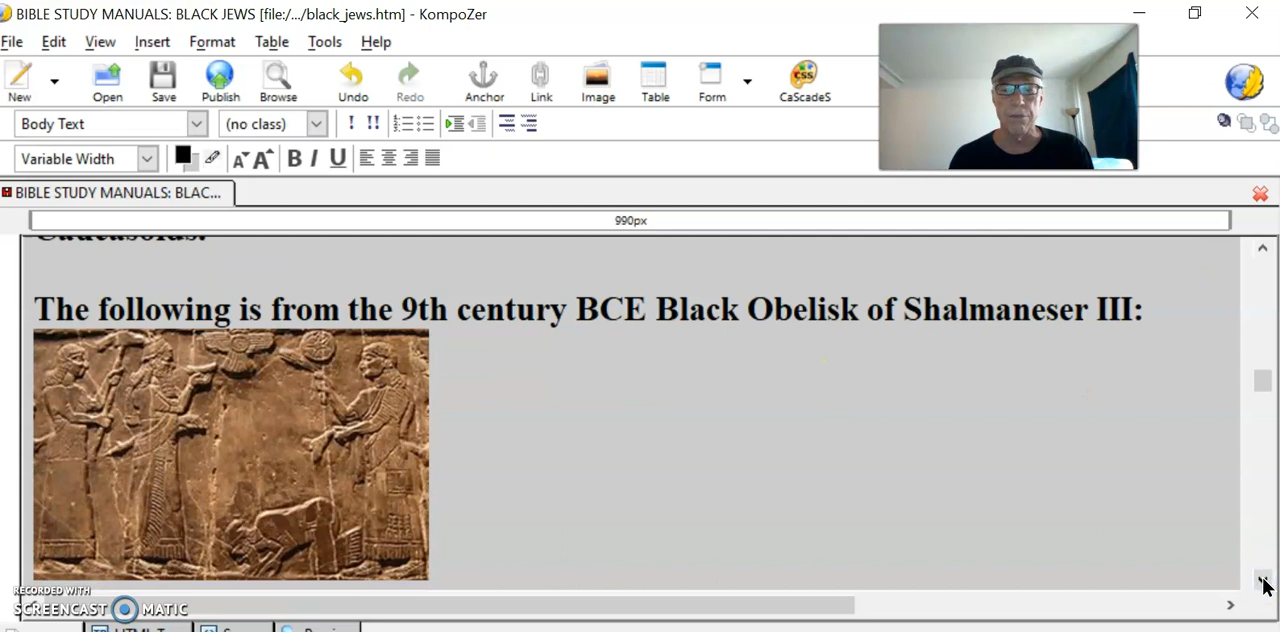 BIBLE STUDY MANUALS: BLACK JEWS [file:/.../black_jews.htm] - KompoZer
File Edit View Insert Format Table Tools Help
New Open Save Publish Browse Undo Redo Anchor Link Image Table Form CaScadeS
CSS
Body Text (no class) ! !!
Variable Width A A B I U
BIBLE STUDY MANUALS: BLAC...
990px
Caucasoids.
The following is from the 9th century BCE Black Obelisk of Shalmaneser III:
RECORDED WITH
SCREENCAST MATIC